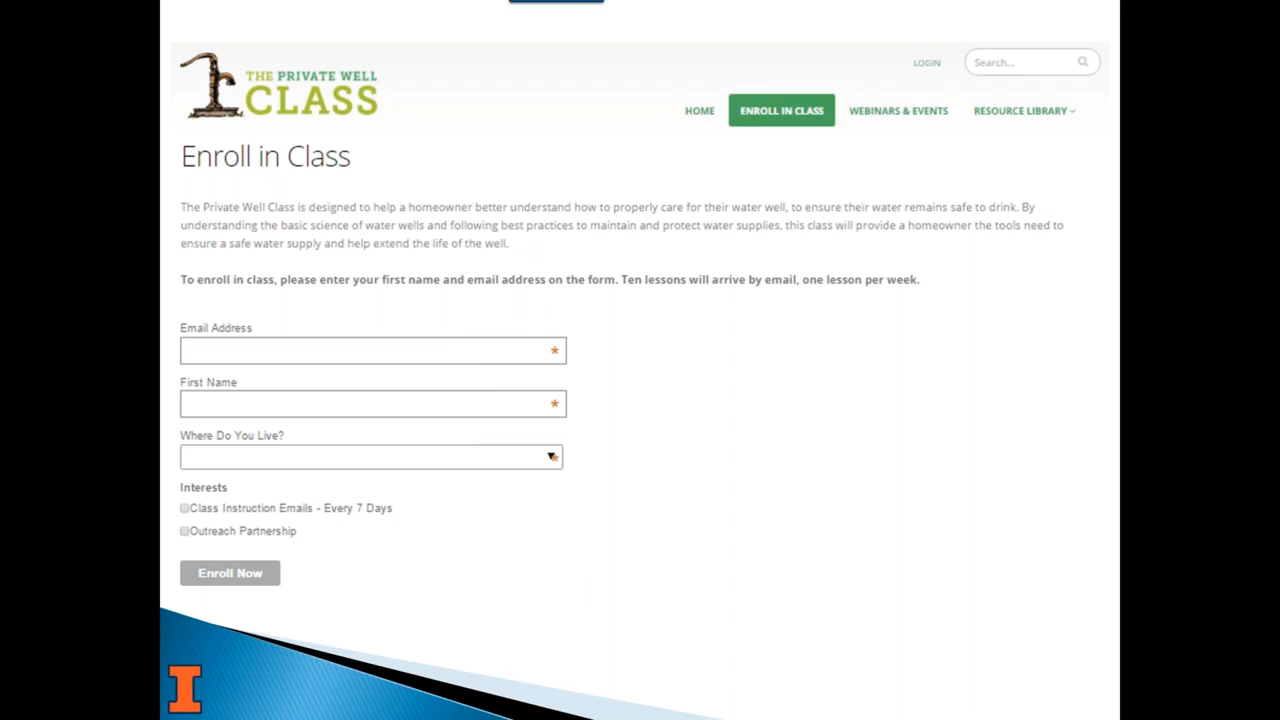 THE PRIVATE WELL
CLASS
LOGIN
Search...
HOME ENROLL IN CLASS WEBINARS & EVENTS RESOURCE LIBRARY
Enroll in Class
The Private Well Class is designed to help a homeowner better understand how to properly care for their water well, to ensure their water remains safe to drink. By
understanding the basic science of water wells and following best practices to maintain and protect water supplies, this class will provide a homeowner the tools need to
ensure a safe water supply and help extend the life of the well.
To enroll in class, please enter your first name and email address on the form. Ten lessons will arrive by email, one lesson per week.
Email Address
*
First Name
*
Where Do You Live?
*
Interests
Class Instruction Emails - Every 7 Days
Outreach Partnership
Enroll Now
I